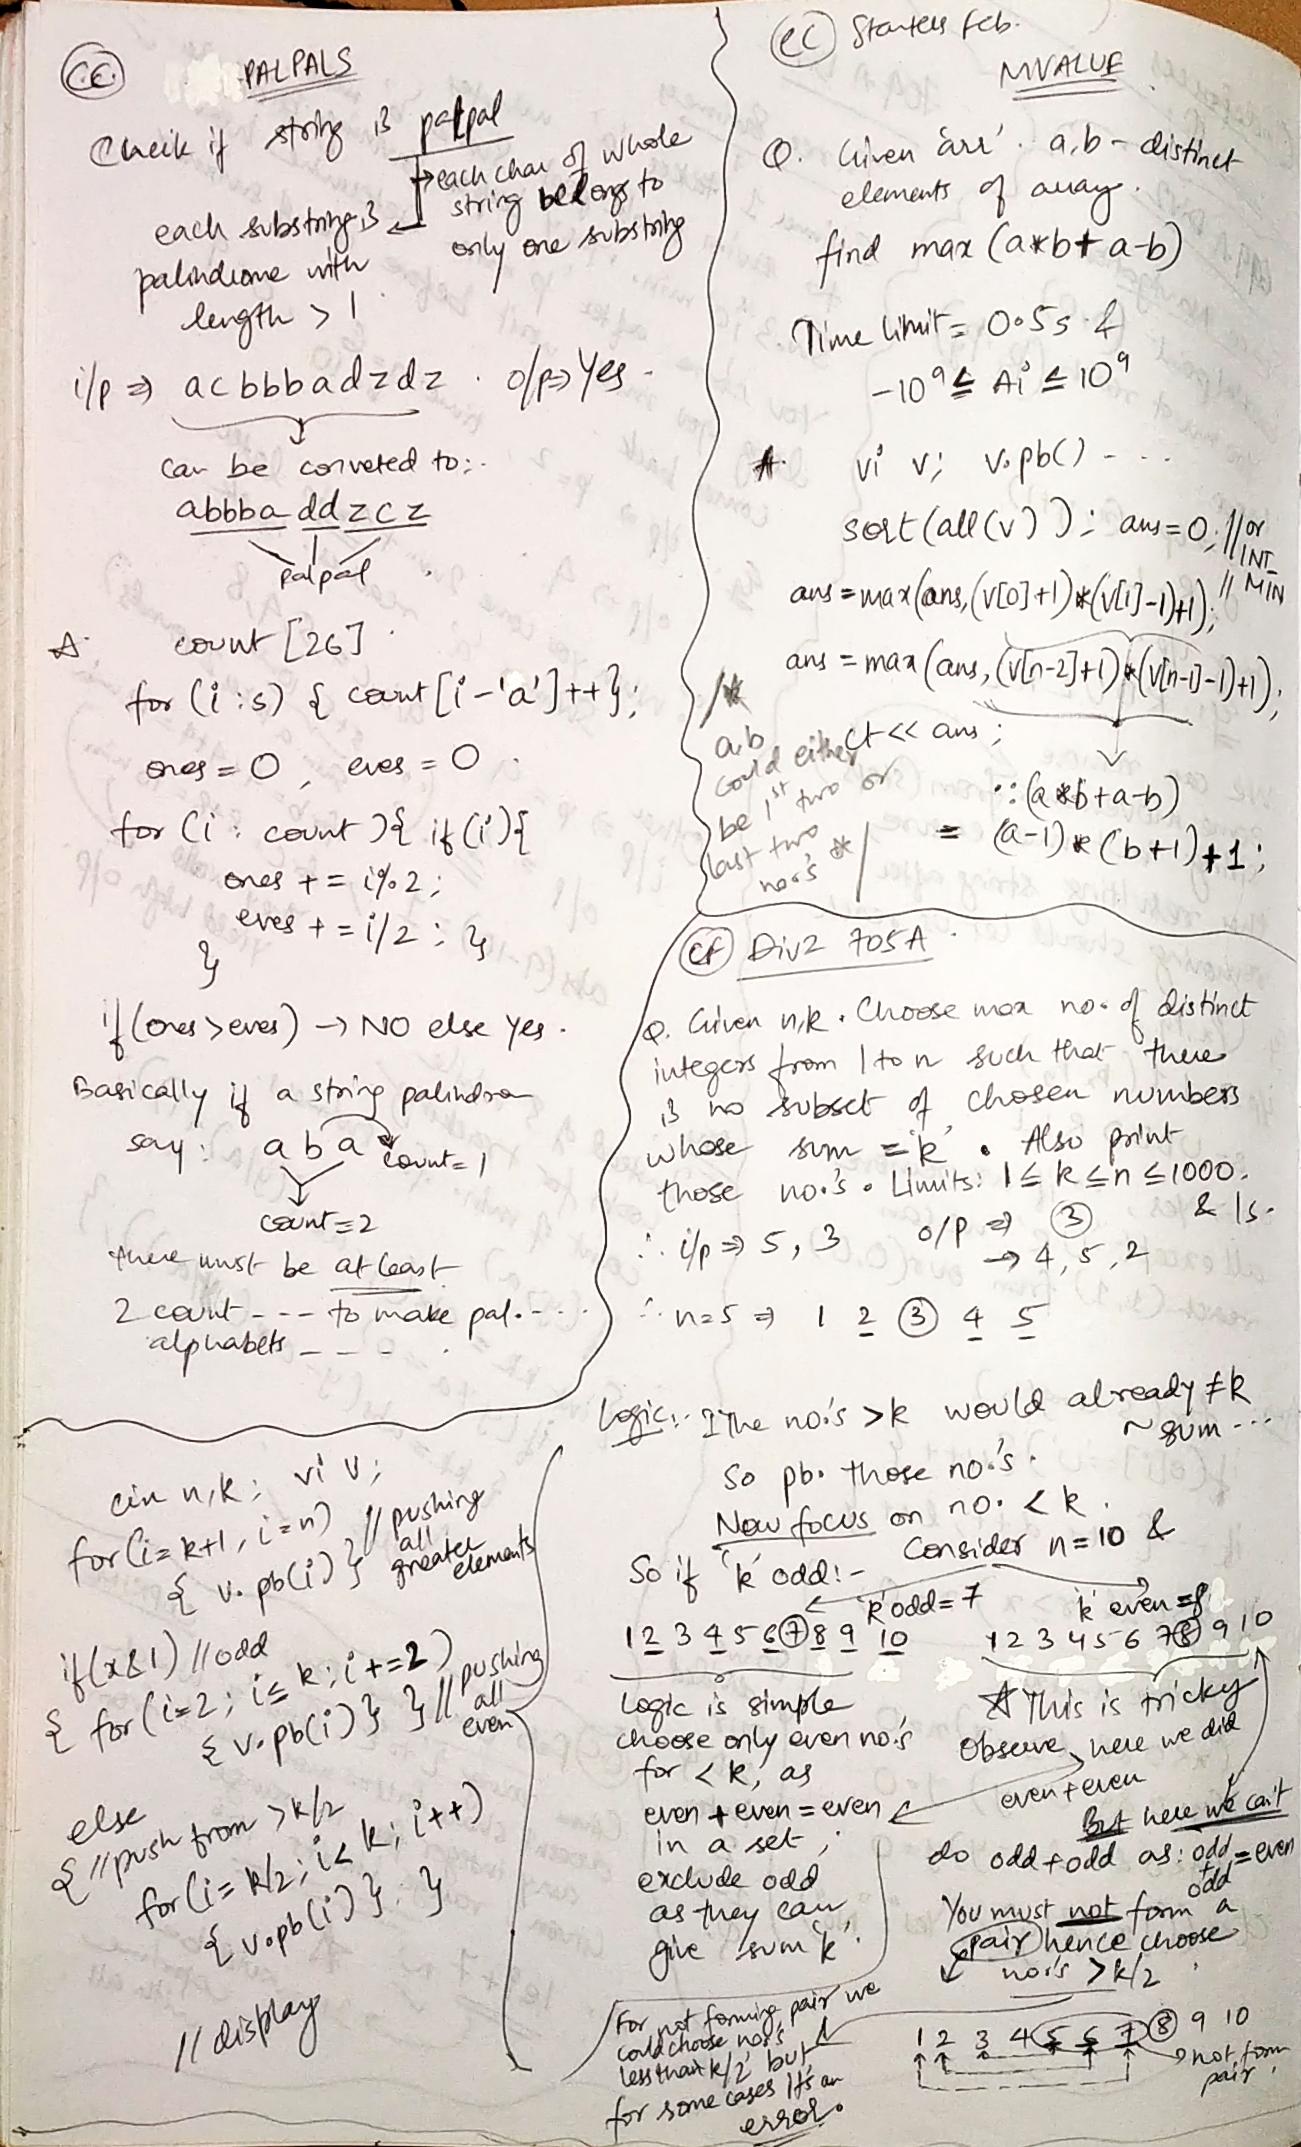 CC PALPALS
Check if string is palpal
each char of whole
string belongs to
only one substring
each substring is
palindrome with
length > 1
i/p ⇒ acbbbadzdz . o/p ⇒ Yes
can be conveted to:-
abbba dd zcz
palpal
A. count [26]
for (i : s) { count [i - 'a']++};
ones = 0, eves = 0
for (i : count ){ if (i){
ones += i%2;
eves += i/2; }
}
if (ones > eves) → NO else Yes.
Basically if a string palindrom
say: a b a count = 1
count = 2
there must be at least
2 count --- to make pal. ---
alphabets ---
CC Starters feb.
MVALUE
Q. Given 'arr'. a,b - distinct
elements of array.
find max (a*b+a-b)
Time limit = 0.5s &
-10^9 ≤ Ai ≤ 10^9
A. vi v; v.pb() - - -
sort (all (v) ); ans = 0; // or
INT_
// MIN
ans = max(ans, (v[0]+1)*(v[1]-1)+1);
ans = max (ans, (v[n-2]+1)*(v[n-1]-1)+1);
/*
a,b
could either
be 1st two or
last two
no.s */
ct << ans;
∵ (a*b+a-b)
= (a-1)*(b+1)+1;
CF Div2 705A
Q. Given n,k. Choose max no. of distinct
integers from 1 to n such that there
is no subset of chosen numbers
whose sum = 'k'. Also print
those no.s. Limits: 1 ≤ k ≤ n ≤ 1000.
& 1s.
∴ i/p ⇒ 5, 3 o/p ⇒ 3
→ 4, 5, 2
∴ n=5 ⇒ 1 2 3 4 5
Logic:- The no.s > k would already ≠ k
~ sum ...
So pb. those no.s.
Now focus on no. < k.
Consider n=10 &
So if 'k' odd:-
'k' odd = 7
'k' even = 8
1 2 3 4 5 6 7 8 9 10
1 2 3 4 5 6 7 8 9 10
Logic is simple
choose only even no.s
for < k, as
even + even = even
in a set;
exclude odd
as they can
give sum 'k'.
A This is tricky
Observe, here we did
even + even
But here we can't
do odd + odd as: odd + odd = even
You must not form a
pair hence choose
no.s > k/2.
For not forming pair we
could choose no.s
less than k/2, but
for some cases it's an
error.
1 2 3 4 5 6 7 8 9 10
not form
pair.
cin n,k; vi v;
for (i = k+1, i = n) // pushing
all
greater
elements
{ v.pb(i) }
if (x&1) // odd
{ for (i=2; i ≤ k; i+=2)
{ v.pb(i) } } // pushing
all
even
else
{ // push from > k/2
for (i = k/2; i < k; i++)
{ v.pb(i) } }
// display